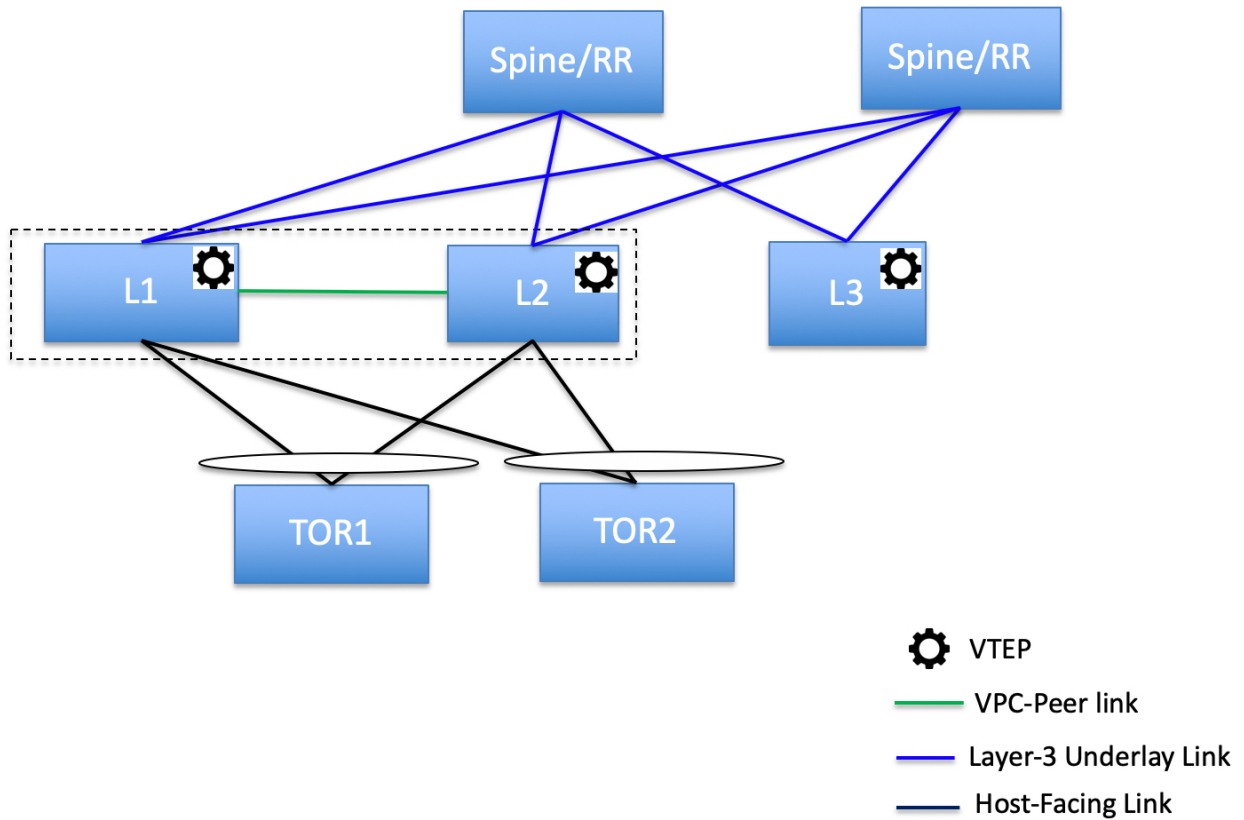 Spine/RR
Spine/RR
L1
L2
L3
TOR1
TOR2
VTEP
VPC-Peer link
Layer-3 Underlay Link
Host-Facing Link